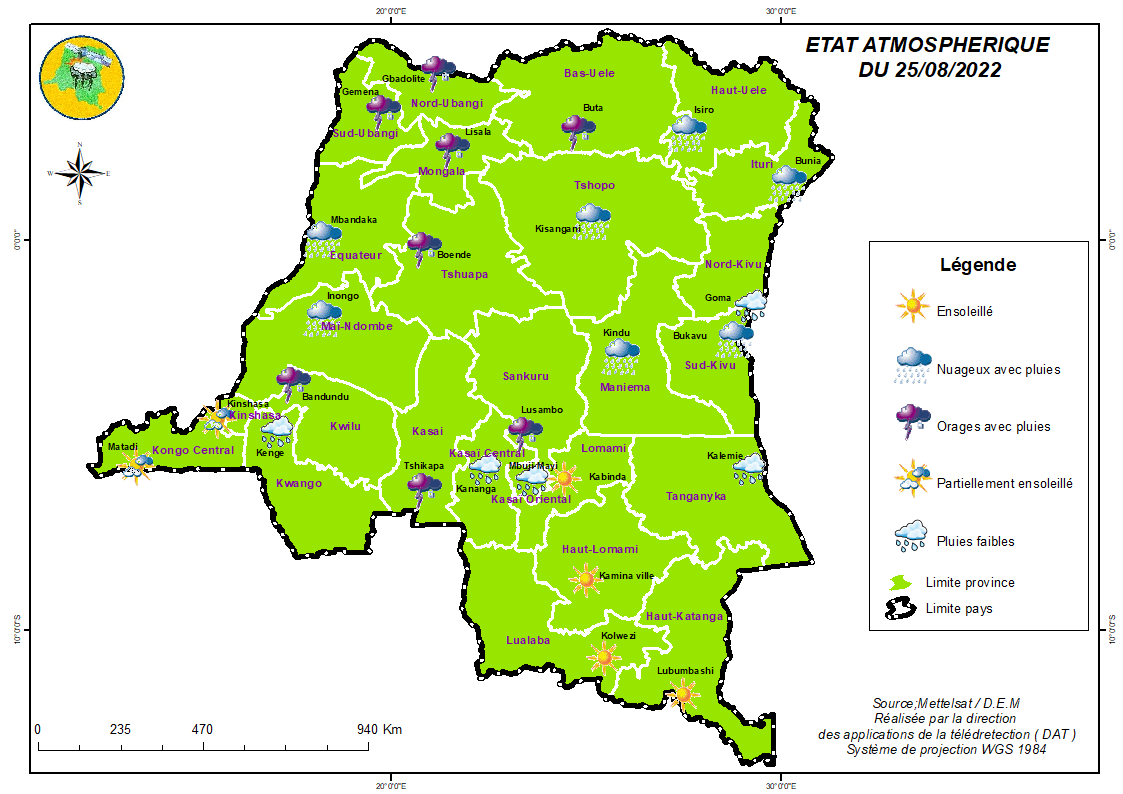 20°0'0"E
30°0'0"E
ETAT ATMOSPHERIQUE
DU 25/08/2022
Bas-Uele
Gbadolite
Haut-Uele
Gemena
Nord-Ubangi
Buta
Isiro
Sud-Ubangi
Lisala
Ituri
Bunia
Mongala
N
W
E
S
Tshopo
Mbandaka
Kisangani
0°0'0"
0°0'0"
Equateur
Boende
Tshuapa
Nord-Kivu
Légende
Inongo
Goma
Ensoleillé
Mai-Ndombe
Kindu
Bukavu
Sud-Kivu
Nuageux avec pluies
Sankuru
Maniema
Bandundu
Kinshasa
Kinshasa
Lusambo
Orages avec pluies
Kwilu
Kasai
Matadi
Kongo Central
Kenge
Kasai Central
Lomami
Kalemie
Tshikapa
Mbuji-Mayi
Kabinda
Kwango
Kananga
Kasai Oriental
Tanganyka
Partiellement ensoleillé
Pluies faibles
Haut-Lomami
Kamina ville
Limite province
Limite pays
Haut-Katanga
10°0'0"S
10°0'0"S
Lualaba
Kolwezi
Lubumbashi
Source;Mettelsat / D.E.M
Réalisée par la direction
des applications de la télédretection ( DAT )
Système de projection WGS 1984
0 235 470 940 Km
20°0'0"E
30°0'0"E